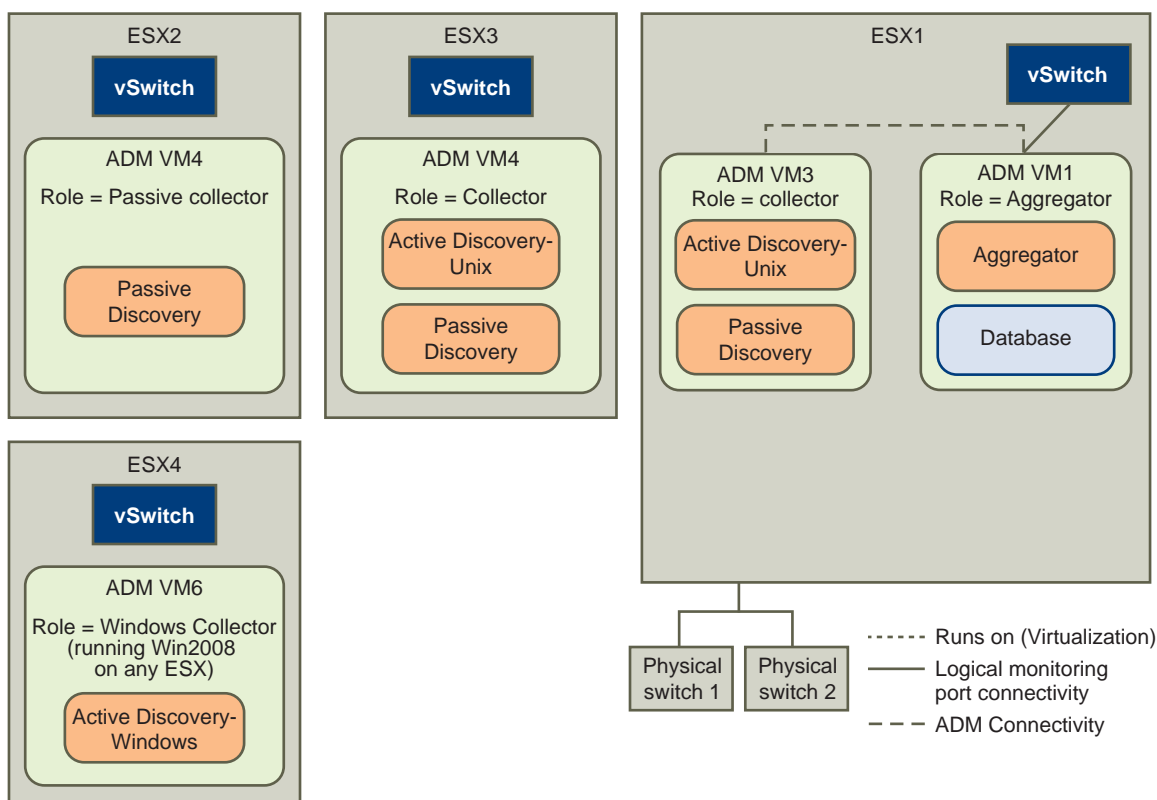 ESX2
vSwitch
ADM VM4
Role = Passive collector
Passive
Discovery
ESX3
vSwitch
ADM VM4
Role = Collector
Active Discovery-
Unix
Passive
Discovery
ESX1
vSwitch
ADM VM3
Role = collector
Active Discovery-
Unix
Passive
Discovery
ADM VM1
Role = Aggregator
Aggregator
Database
ESX4
vSwitch
ADM VM6
Role = Windows Collector
(running Win2008
on any ESX)
Active Discovery-
Windows
Physical
switch 1
Physical
switch 2
Runs on (Virtualization)
Logical monitoring
port connectivity
ADM Connectivity